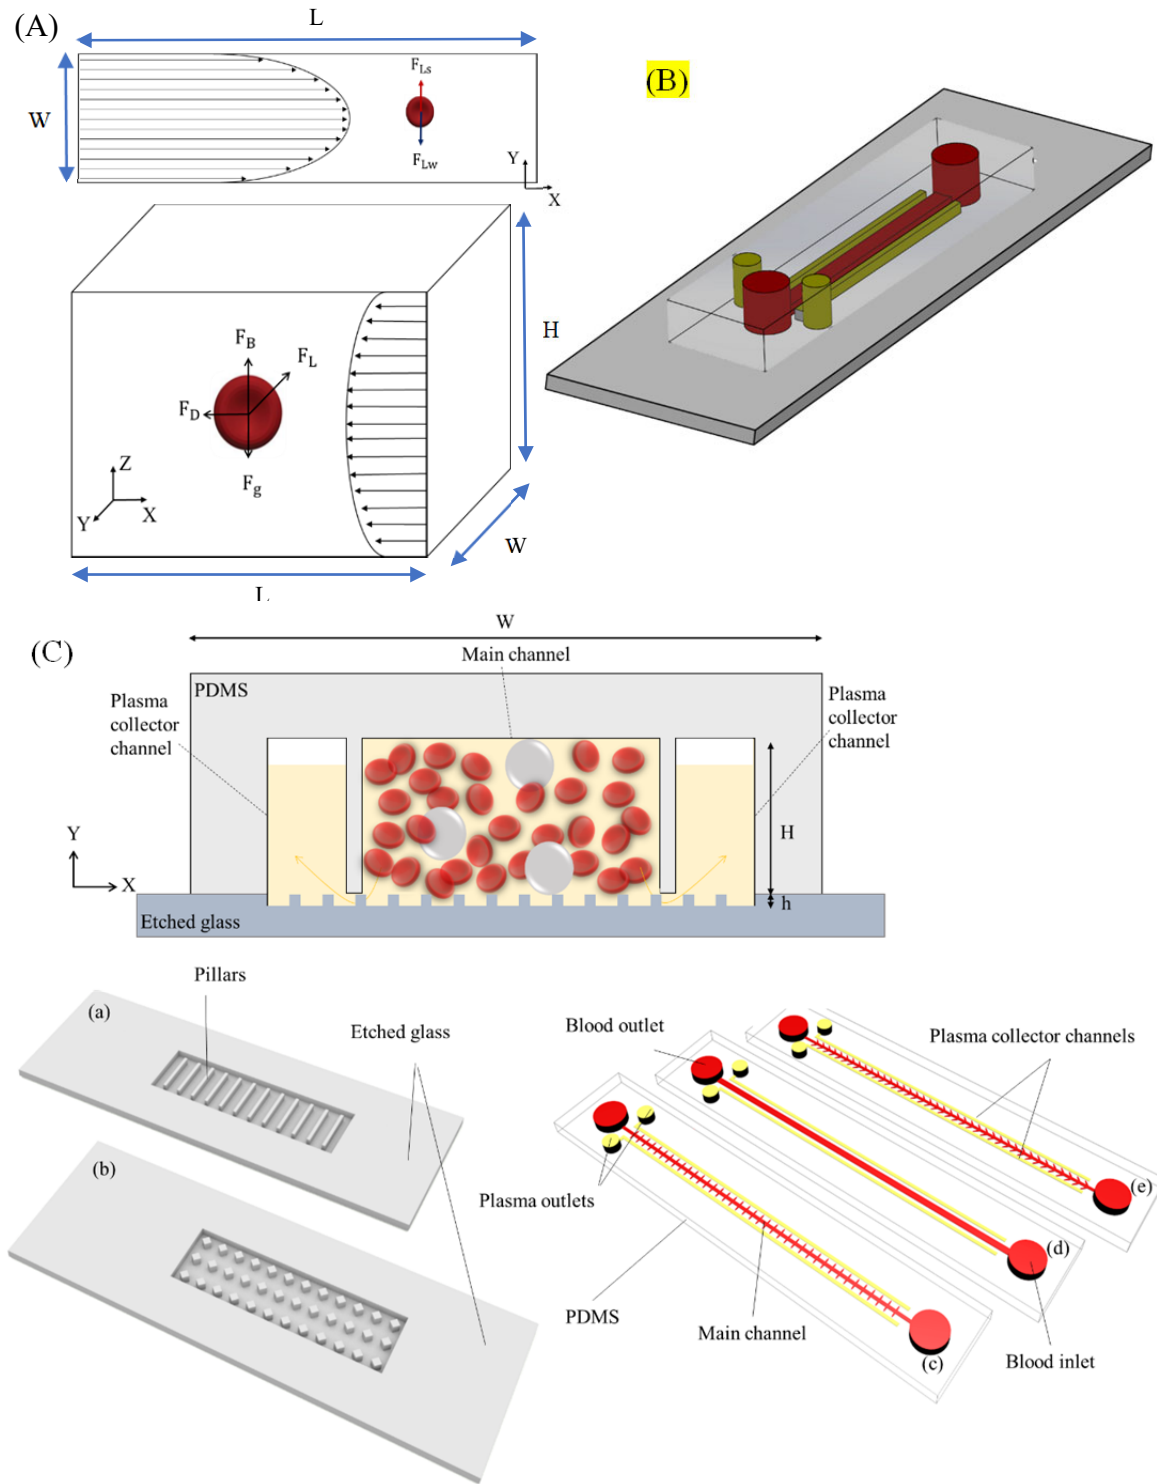 (A)
L
W
F_Ls
F_Lw
Y
X
(B)
H
F_B
F_L
F_D
F_g
Z
X
Y
W
L
(C)
W
Main channel
PDMS
Plasma
collector
channel
Plasma
collector
channel
Y
X
H
h
Etched glass
Pillars
(a)
Etched glass
(b)
Blood outlet
Plasma collector channels
Plasma outlets
(e)
(d)
PDMS
Main channel
(c)
Blood inlet